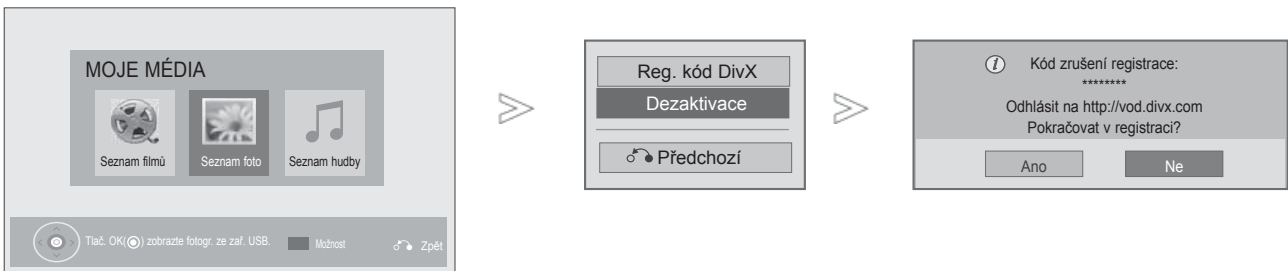 MOJE MÉDIA
Seznam filmů
Seznam foto
Seznam hudby
Tlač. OK(◉) zobrazte fotogr. ze zař. USB.
Možnost
Zpět
Reg. kód DivX
Dezaktivace
Předchozí
Kód zrušení registrace:
********
Odhlásit na http://vod.divx.com
Pokračovat v registraci?
Ano
Ne